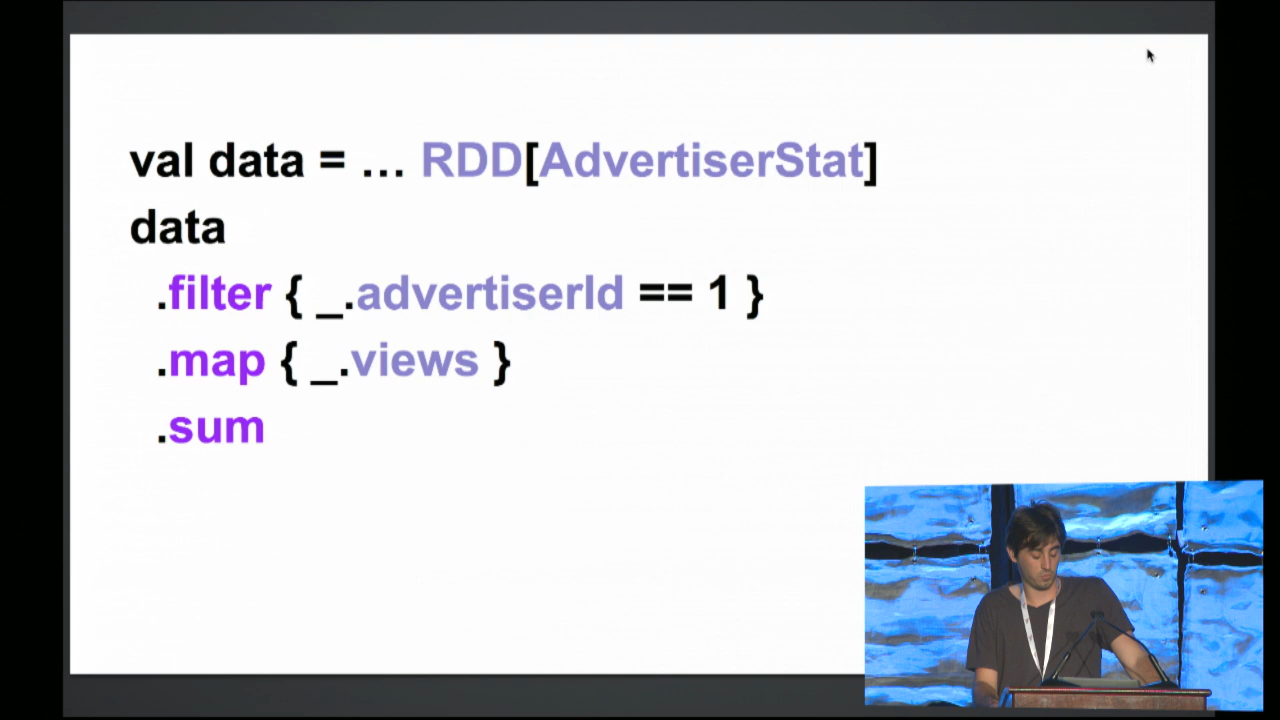 val data = … RDD[AdvertiserStat]
data
.filter { _.advertiserId == 1 }
.map { _.views }
.sum